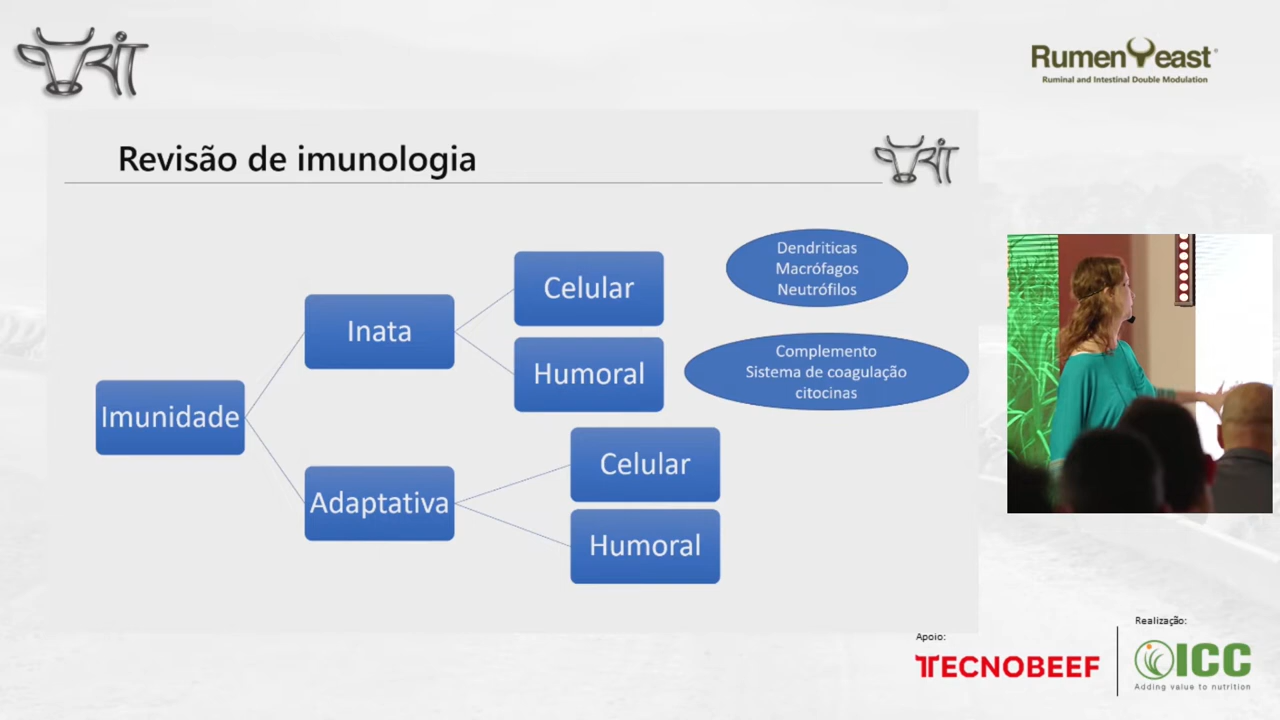 RumenYeast
Ruminal and Intestinal Double Modulation
Revisão de imunologia
Dendriticas
Macrófagos
Neutrófilos
Celular
Inata
Humoral
Complemento
Sistema de coagulação
citocinas
Imunidade
Celular
Adaptativa
Humoral
Apoio:
TECNOBEEF
Realização:
ICC
Adding value to nutrition